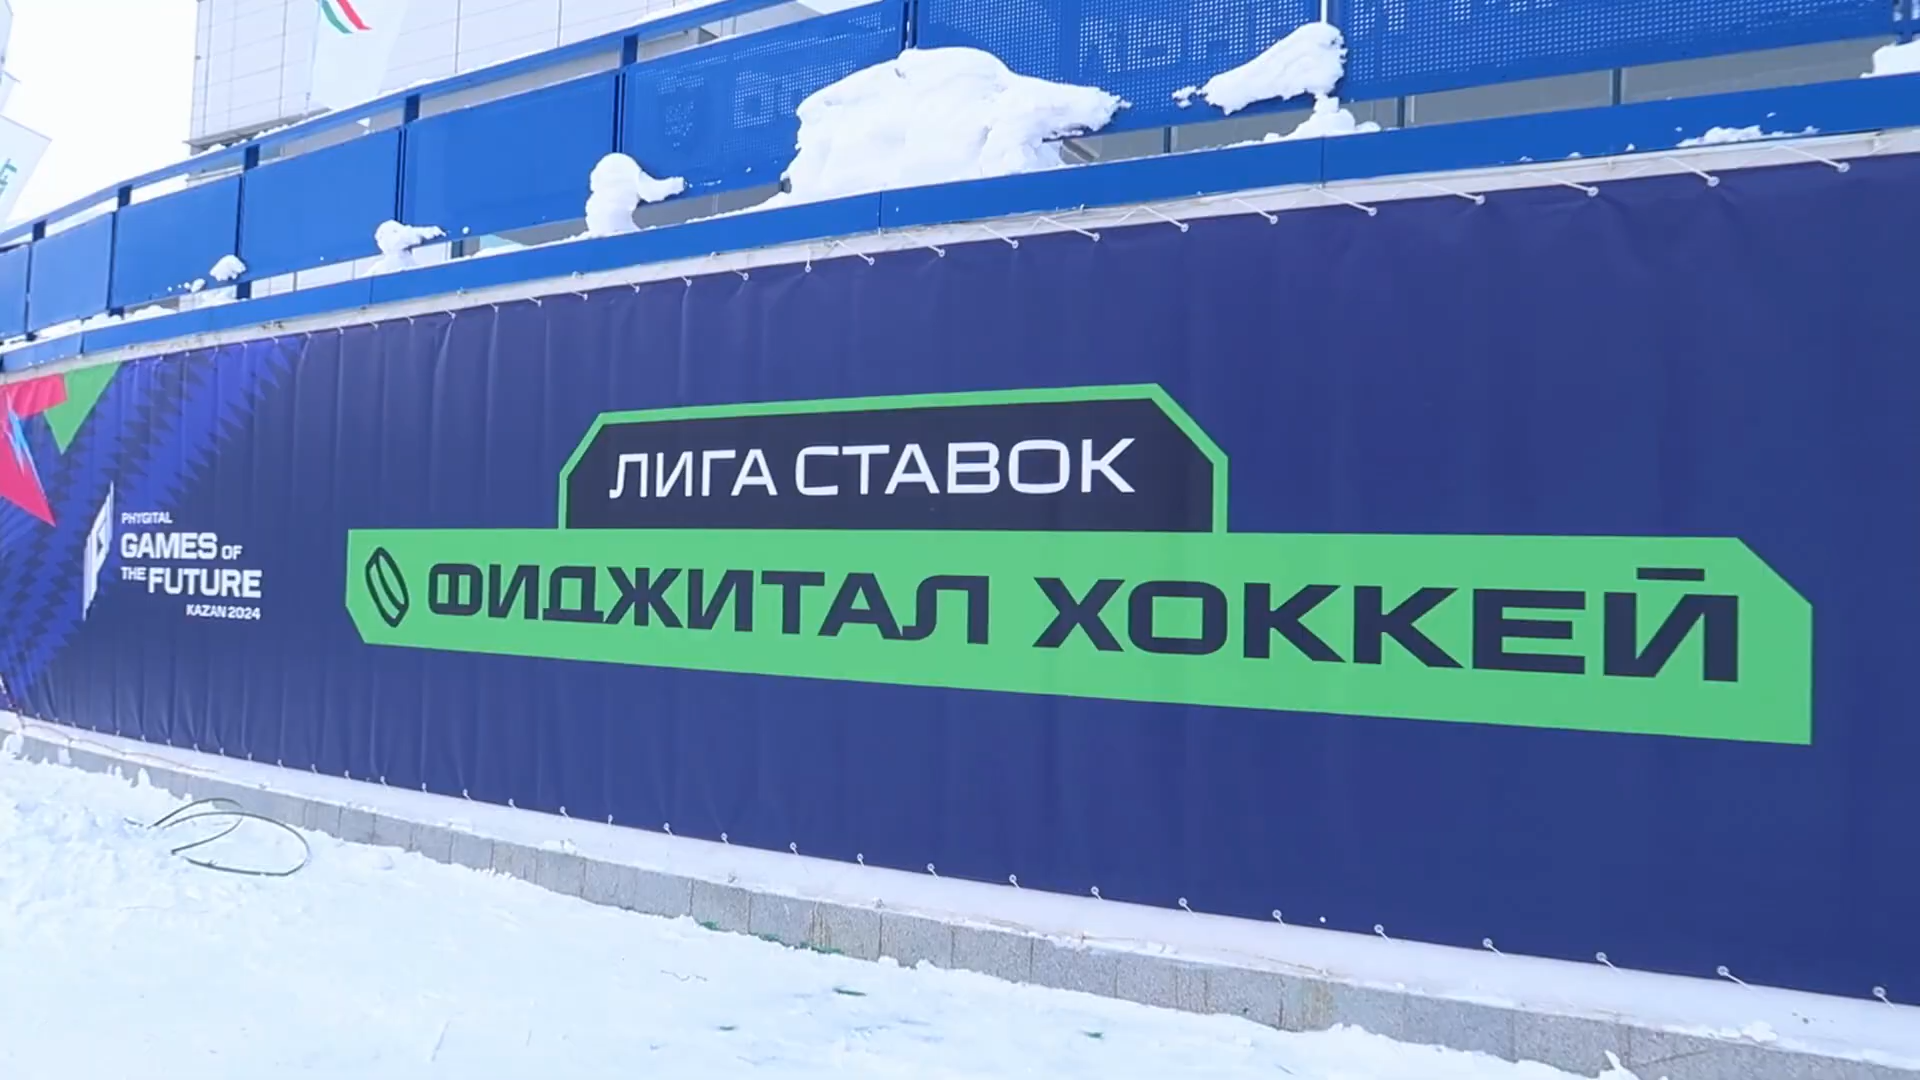 ЛИГА СТАВОК
ФИДЖИТАЛ ХОККЕЙ
PHYGITAL
GAMES OF
THE FUTURE
KAZAN 2024